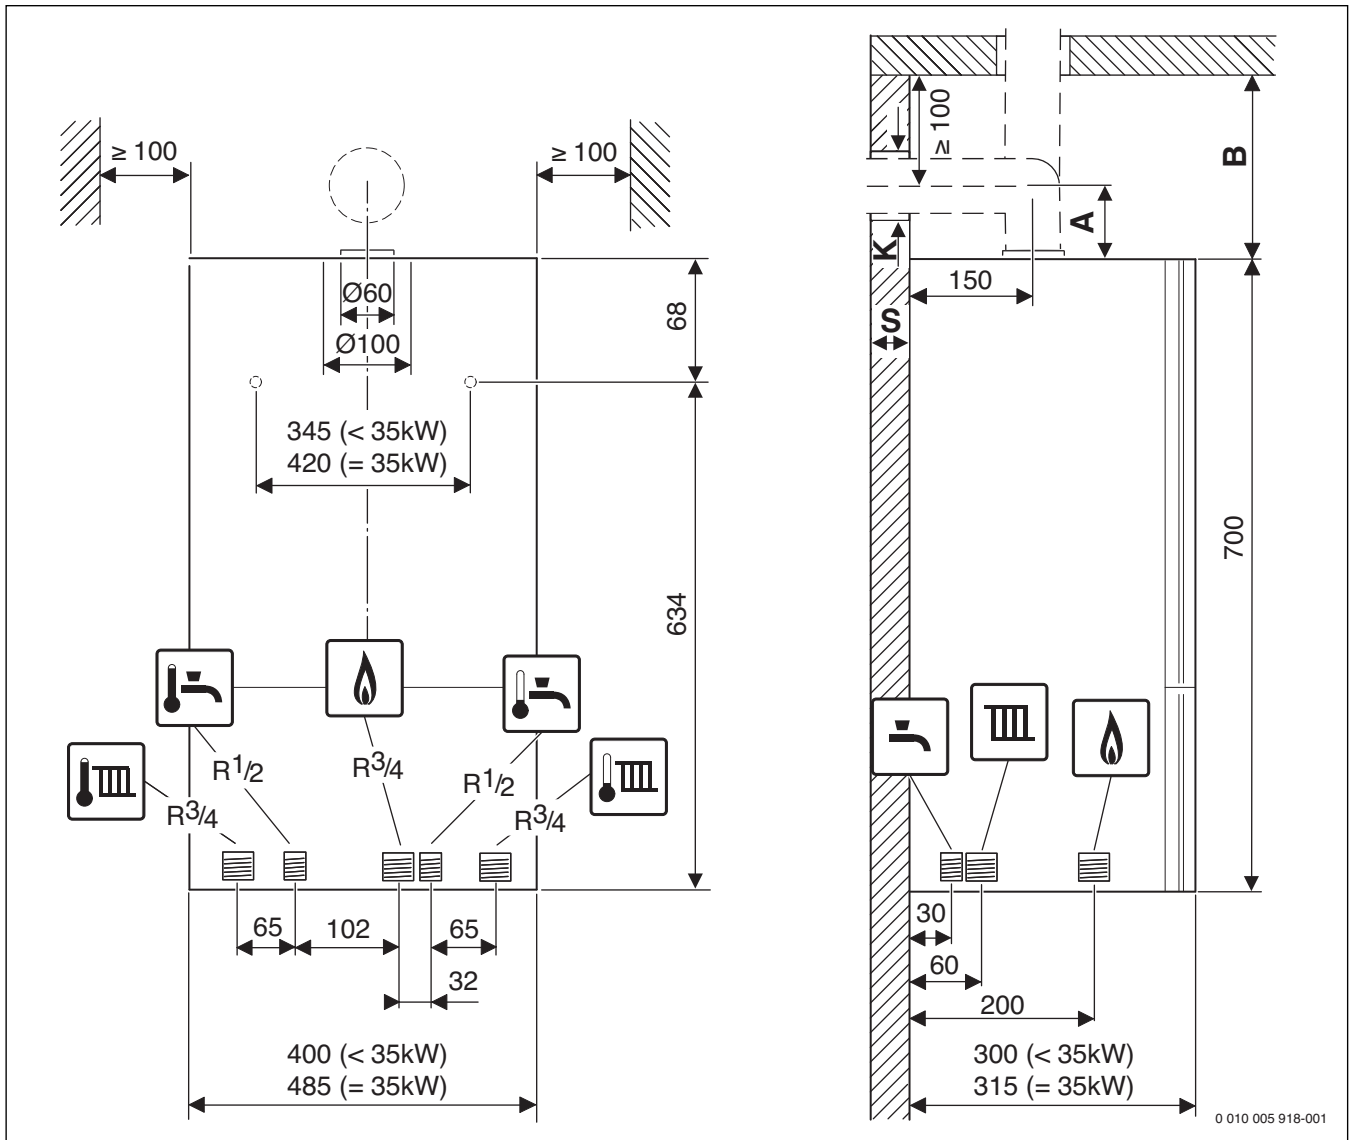 ≥ 100
≥ 100
Ø60
Ø100
68
345 (< 35kW)
420 (= 35kW)
634
R1/2
R3/4
R1/2
R3/4
R3/4
65
102
65
32
400 (< 35kW)
485 (= 35kW)
≥ 100
B
A
K
150
S
700
30
60
200
300 (< 35kW)
315 (= 35kW)
0 010 005 918-001